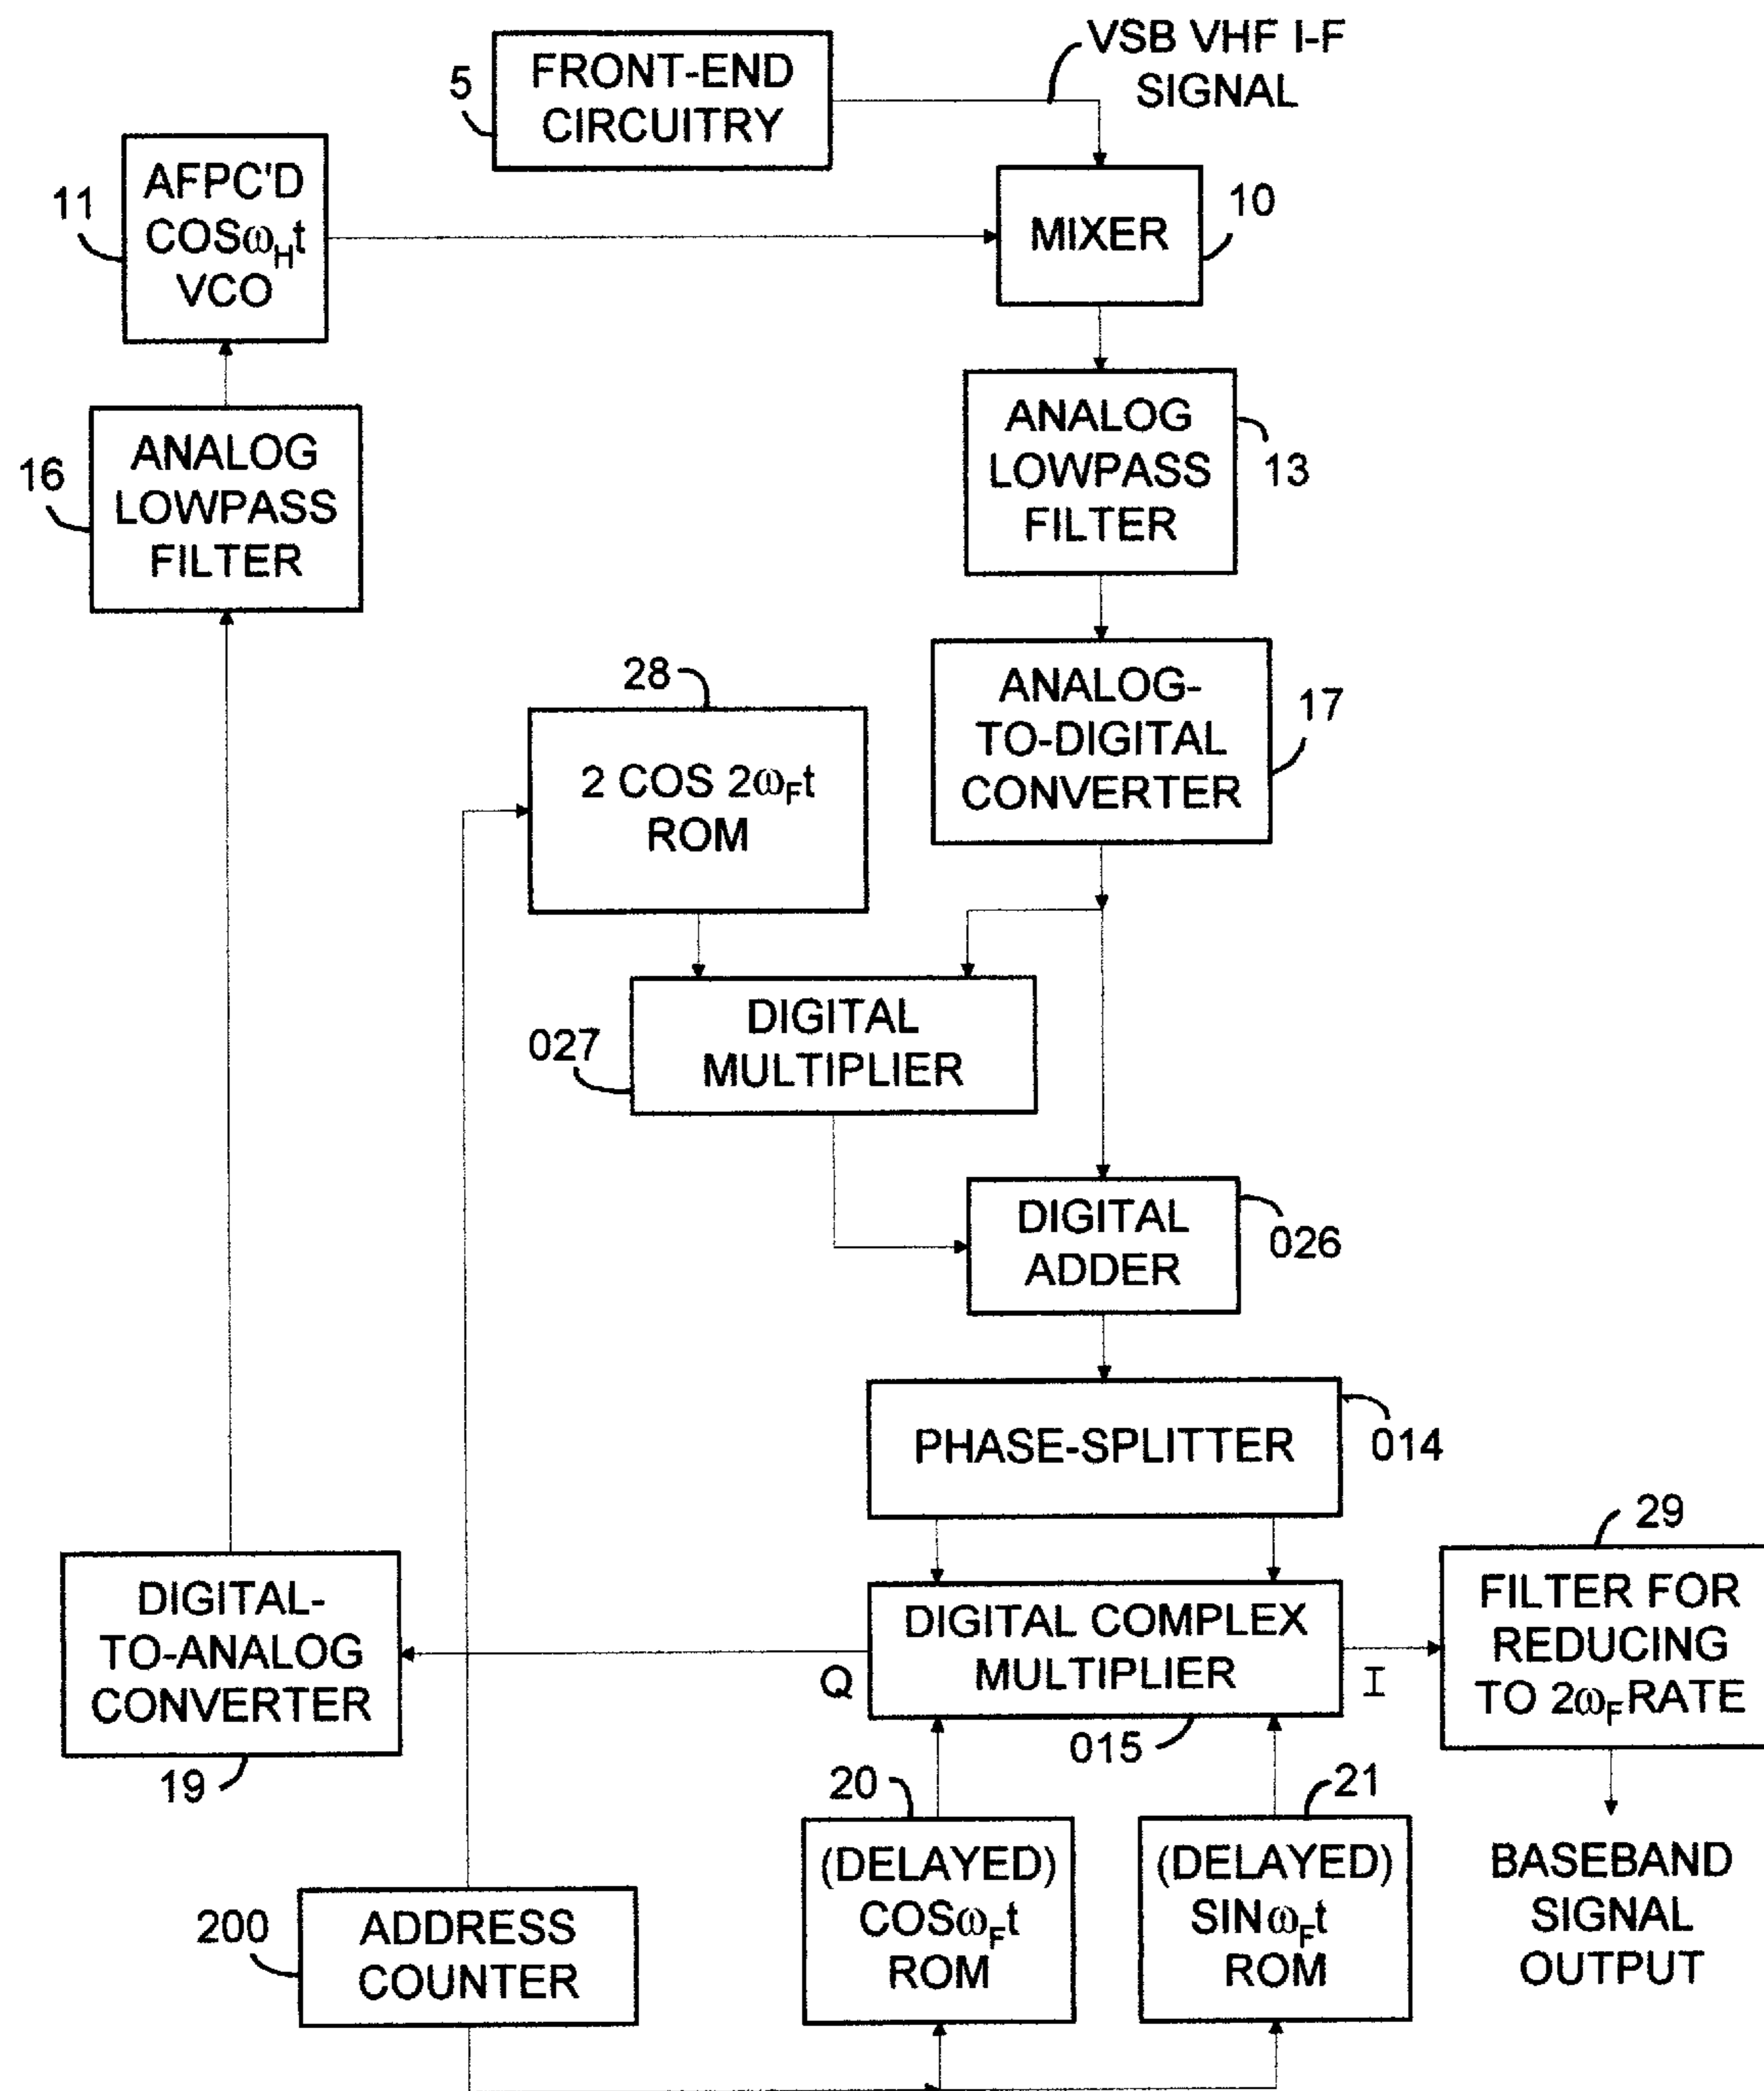 FRONT-END
CIRCUITRY
5
VSB VHF I-F
SIGNAL
AFPC'D
COSωHt
VCO
11
MIXER
10
ANALOG
LOWPASS
FILTER
13
ANALOG
LOWPASS
FILTER
16
ANALOG-
TO-DIGITAL
CONVERTER
17
28
2 COS 2ωFt
ROM
DIGITAL
MULTIPLIER
027
DIGITAL
ADDER
026
PHASE-SPLITTER
014
DIGITAL COMPLEX
MULTIPLIER
Q
I
015
29
FILTER FOR
REDUCING
TO 2ωF RATE
DIGITAL-
TO-ANALOG
CONVERTER
19
20
(DELAYED)
COSωFt
ROM
21
(DELAYED)
SINωFt
ROM
BASEBAND
SIGNAL
OUTPUT
200
ADDRESS
COUNTER